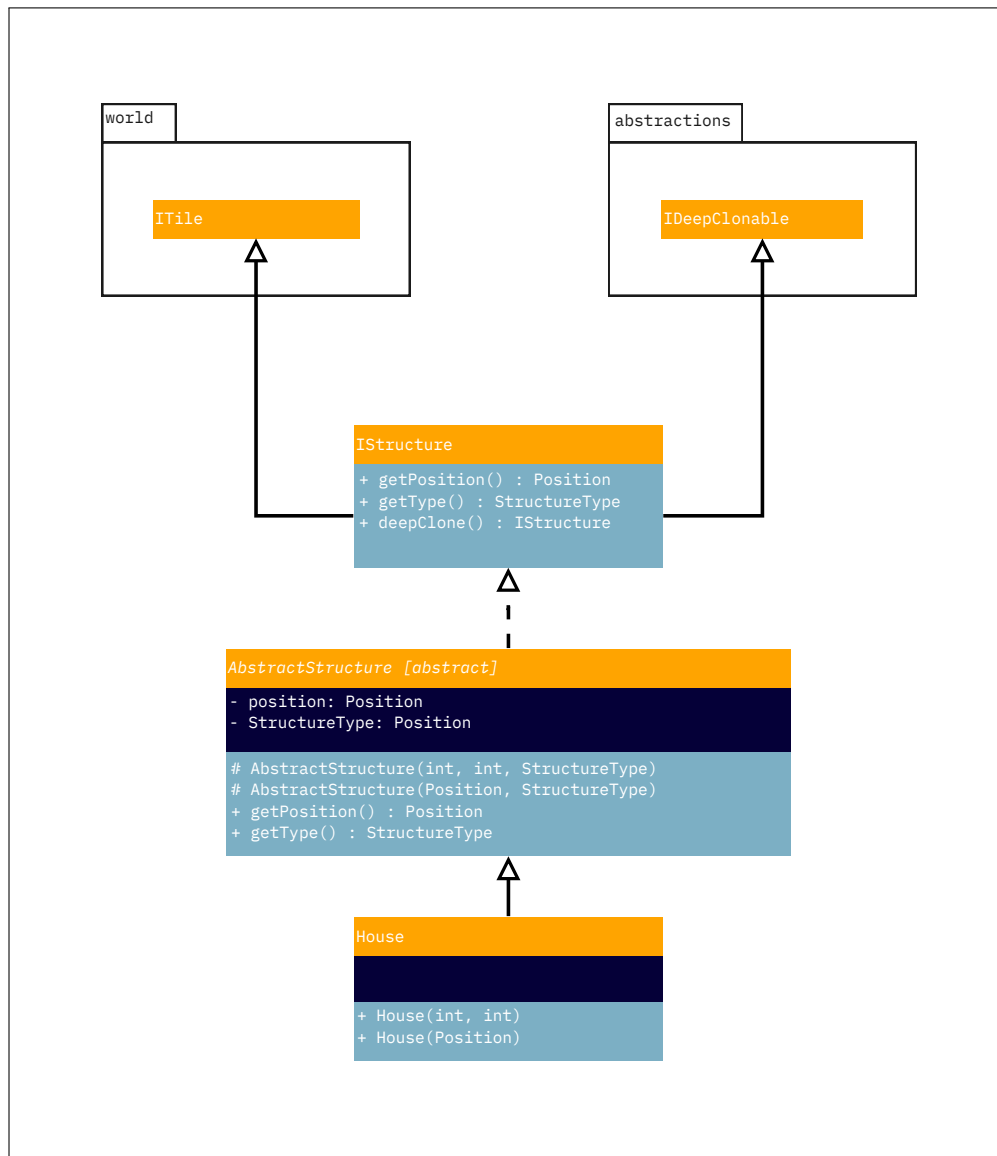 world
abstractions
ITile
IDeepClonable
IStructure
+ getPosition() : Position
+ getType() : StructureType
+ deepClone() : IStructure
AbstractStructure [abstract]
- position: Position
- StructureType: Position
# AbstractStructure(int, int, StructureType)
# AbstractStructure(Position, StructureType)
+ getPosition() : Position
+ getType() : StructureType
House
+ House(int, int)
+ House(Position)